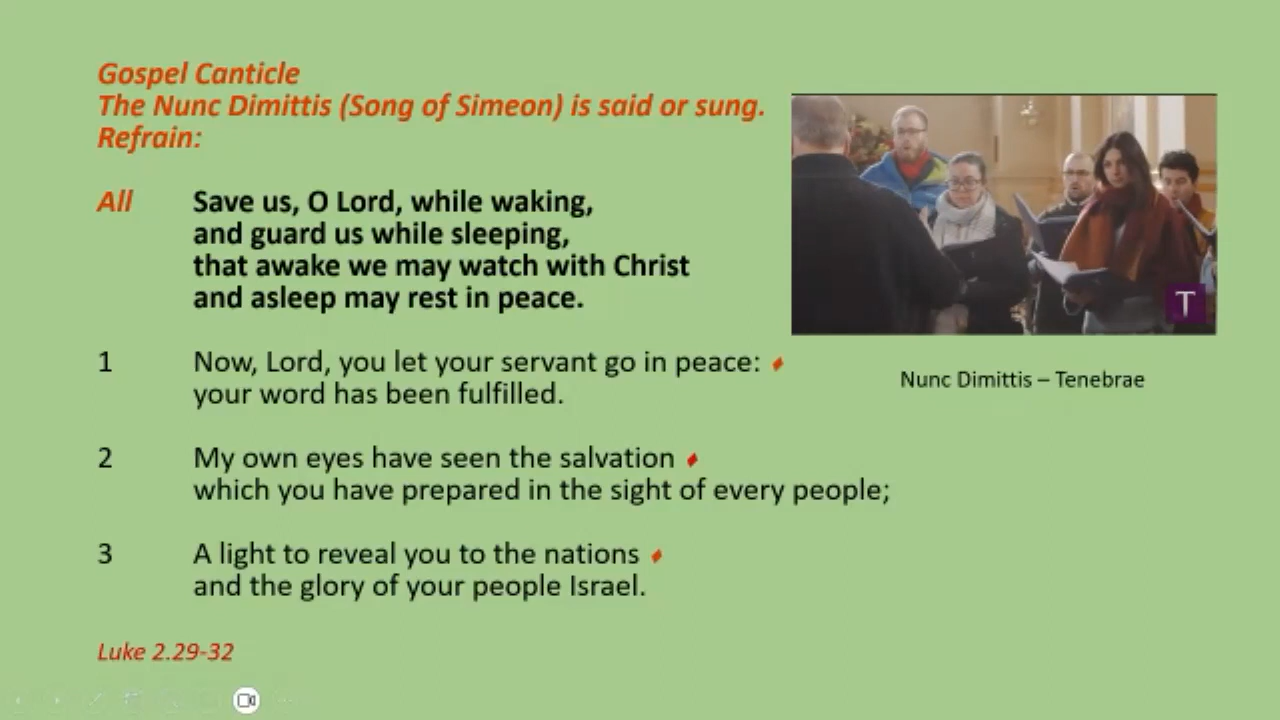 Gospel Canticle
The Nunc Dimittis (Song of Simeon) is said or sung.
Refrain:
All Save us, O Lord, while waking,
and guard us while sleeping,
that awake we may watch with Christ
and asleep may rest in peace.
1 Now, Lord, you let your servant go in peace: ♦
your word has been fulfilled.
2 My own eyes have seen the salvation ♦
which you have prepared in the sight of every people;
3 A light to reveal you to the nations ♦
and the glory of your people Israel.
Luke 2.29-32
T
Nunc Dimittis – Tenebrae